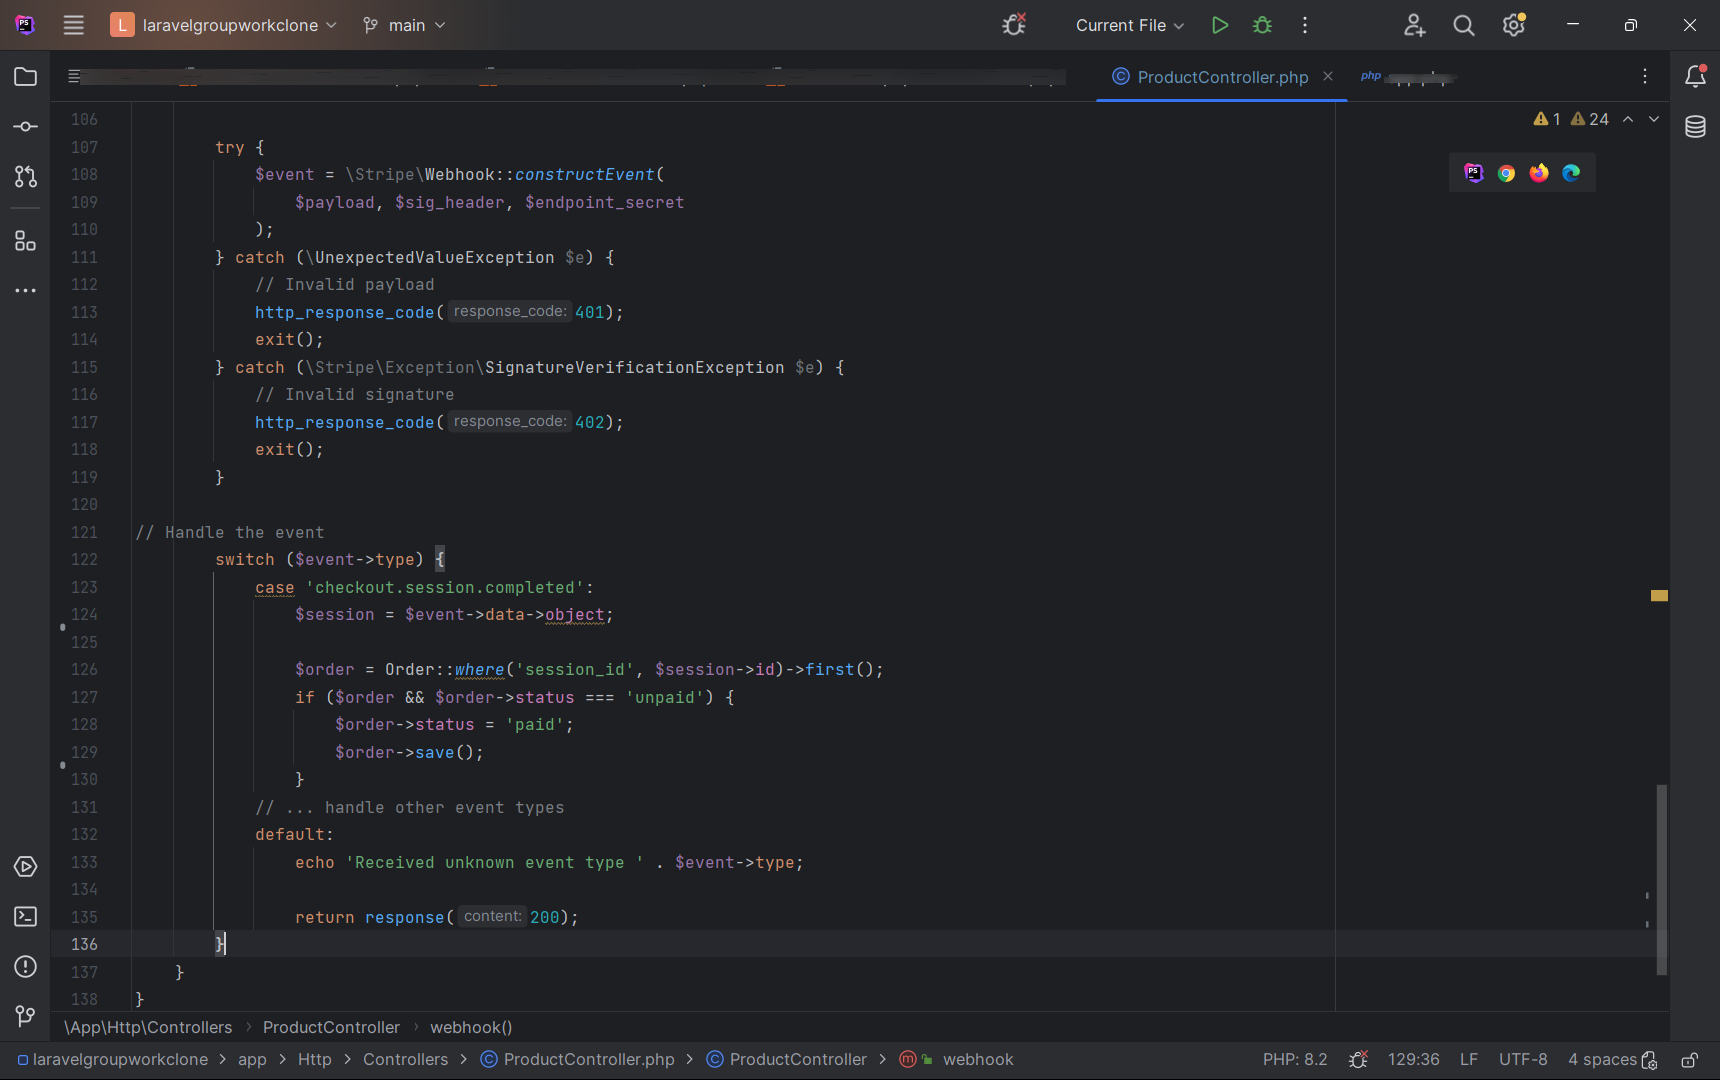 L laravelgroupworkclone main Current File
ProductController.php php
106 1 24
107 try {
108 $event = \Stripe\Webhook::constructEvent(
109 $payload, $sig_header, $endpoint_secret
110 );
111 } catch (\UnexpectedValueException $e) {
112 // Invalid payload
113 http_response_code( response_code: 401);
114 exit();
115 } catch (\Stripe\Exception\SignatureVerificationException $e) {
116 // Invalid signature
117 http_response_code( response_code: 402);
118 exit();
119 }
120
121 // Handle the event
122 switch ($event->type) {
123 case 'checkout.session.completed':
124 $session = $event->data->object;
125
126 $order = Order::where('session_id', $session->id)->first();
127 if ($order && $order->status === 'unpaid') {
128 $order->status = 'paid';
129 $order->save();
130 }
131 // ... handle other event types
132 default:
133 echo 'Received unknown event type ' . $event->type;
134
135 return response( content: 200);
136 }
137 }
138 }
\App\Http\Controllers > ProductController > webhook()
laravelgroupworkclone > app > Http > Controllers > ProductController.php > ProductController > webhook PHP: 8.2 129:36 LF UTF-8 4 spaces